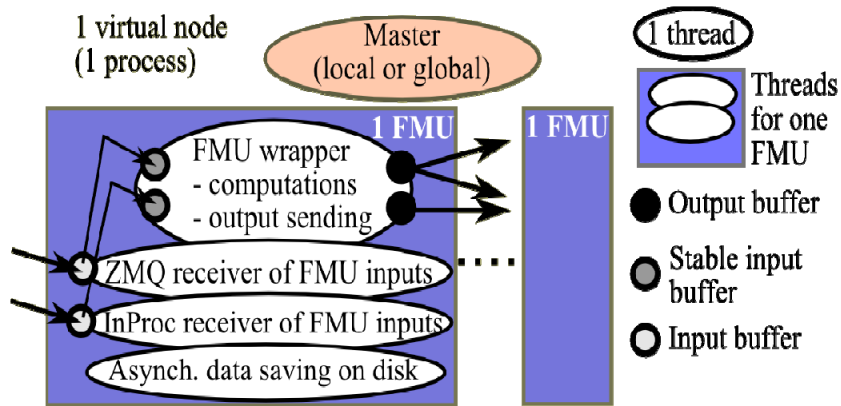 1 virtual node
(1 process)
Master
(local or global)
1 thread
1 FMU
1 FMU
FMU wrapper
- computations
- output sending
ZMQ receiver of FMU inputs
InProc receiver of FMU inputs
Asynch. data saving on disk
Threads
for one
FMU
Output buffer
Stable input
buffer
Input buffer